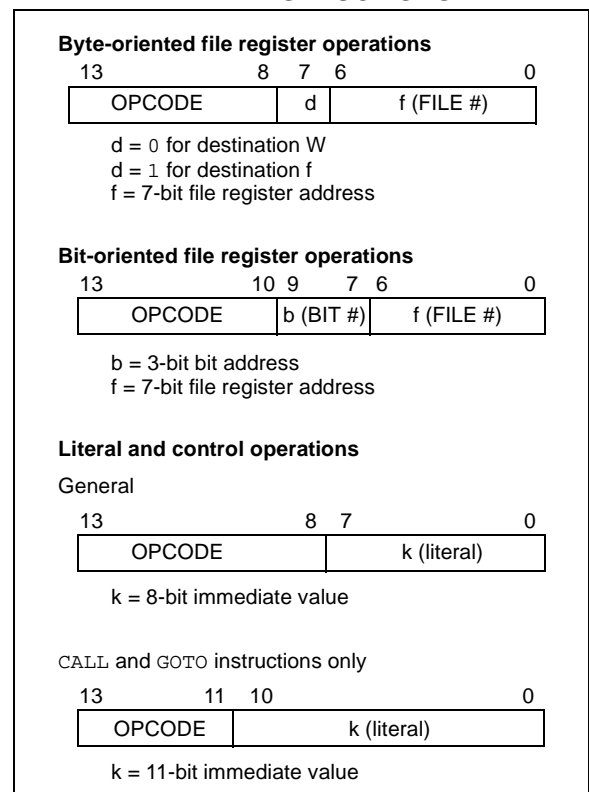 Byte-oriented file register operations
13 8 7 6 0
OPCODE d f (FILE #)
d = 0 for destination W
d = 1 for destination f
f = 7-bit file register address
Bit-oriented file register operations
13 10 9 7 6 0
OPCODE b (BIT #) f (FILE #)
b = 3-bit bit address
f = 7-bit file register address
Literal and control operations
General
13 8 7 0
OPCODE k (literal)
k = 8-bit immediate value
CALL and GOTO instructions only
13 11 10 0
OPCODE k (literal)
k = 11-bit immediate value